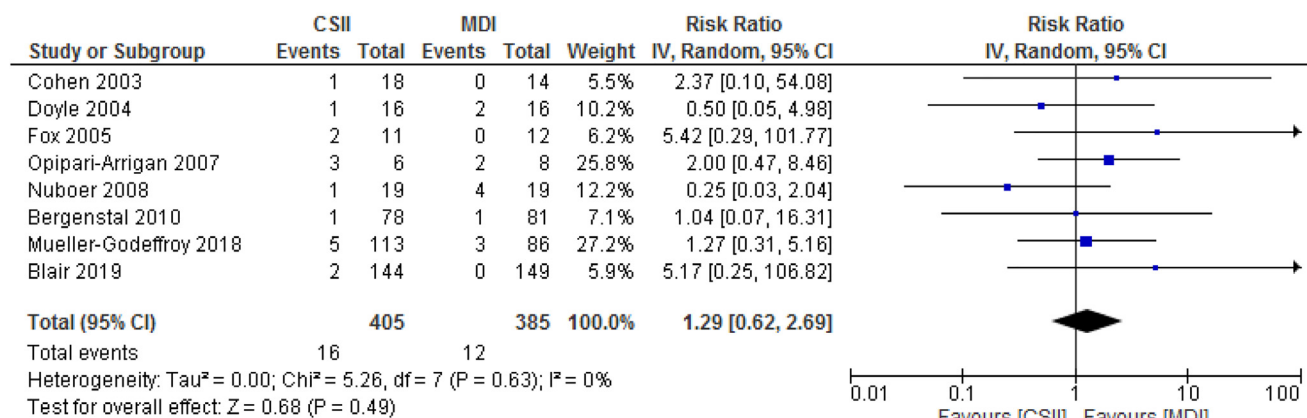 CSII MDI Risk Ratio Risk Ratio
Study or Subgroup Events Total Events Total Weight IV, Random, 95% CI IV, Random, 95% CI
Cohen 2003 1 18 0 14 5.5% 2.37 [0.10, 54.08]
Doyle 2004 1 16 2 16 10.2% 0.50 [0.05, 4.98]
Fox 2005 2 11 0 12 6.2% 5.42 [0.29, 101.77]
Opipari-Arrigan 2007 3 6 2 8 25.8% 2.00 [0.47, 8.46]
Nuboer 2008 1 19 4 19 12.2% 0.25 [0.03, 2.04]
Bergenstal 2010 1 78 1 81 7.1% 1.04 [0.07, 16.31]
Mueller-Godeffroy 2018 5 113 3 86 27.2% 1.27 [0.31, 5.16]
Blair 2019 2 144 0 149 5.9% 5.17 [0.25, 106.82]
Total (95% CI) 405 385 100.0% 1.29 [0.62, 2.69]
Total events 16 12
Heterogeneity: Tau² = 0.00; Chi² = 5.26, df = 7 (P = 0.63); I² = 0%
Test for overall effect: Z = 0.68 (P = 0.49)
0.01 0.1 1 10 100
Favours [CSII] Favours [MDI]